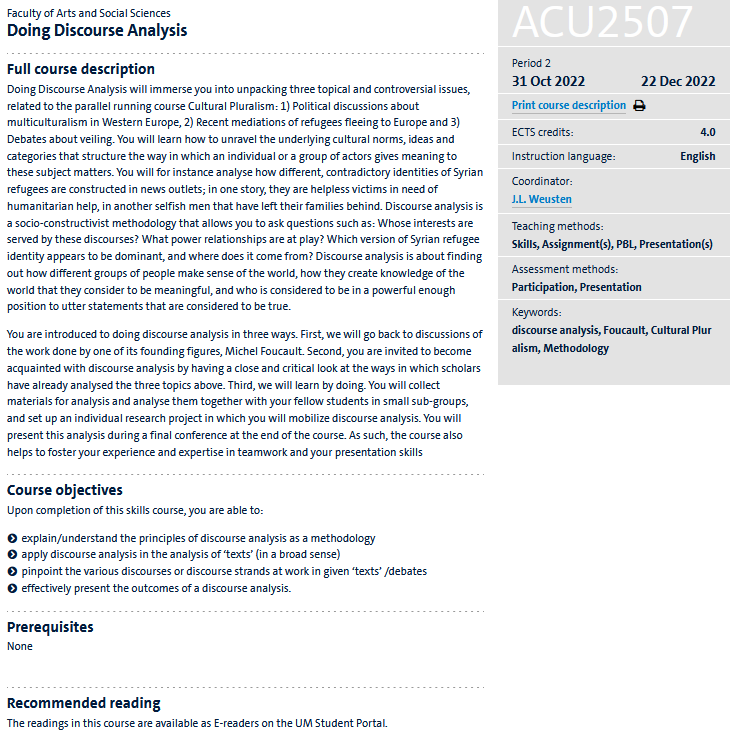 Faculty of Arts and Social Sciences
Doing Discourse Analysis
Full course description
Doing Discourse Analysis will immerse you into unpacking three topical and controversial issues,
related to the parallel running course Cultural Pluralism: 1) Political discussions about
multiculturalism in Western Europe, 2) Recent mediations of refugees fleeing to Europe and 3)
Debates about veiling. You will learn how to unravel the underlying cultural norms, ideas and
categories that structure the way in which an individual or a group of actors gives meaning to
these subject matters. You will for instance analyse how different, contradictory identities of Syrian
refugees are constructed in news outlets; in one story, they are helpless victims in need of
humanitarian help, in another selfish men that have left their families behind. Discourse analysis is
a socio-constructivist methodology that allows you to ask questions such as: Whose interests are
served by these discourses? What power relationships are at play? Which version of Syrian refugee
identity appears to be dominant, and where does it come from? Discourse analysis is about finding
out how different groups of people make sense of the world, how they create knowledge of the
world that they consider to be meaningful, and who is considered to be in a powerful enough
position to utter statements that are considered to be true.
You are introduced to doing discourse analysis in three ways. First, we will go back to discussions of
the work done by one of its founding figures, Michel Foucault. Second, you are invited to become
acquainted with discourse analysis by having a close and critical look at the ways in which scholars
have already analysed the three topics above. Third, we will learn by doing. You will collect
materials for analysis and analyse them together with your fellow students in small sub-groups,
and set up an individual research project in which you will mobilize discourse analysis. You will
present this analysis during a final conference at the end of the course. As such, the course also
helps to foster your experience and expertise in teamwork and your presentation skills
Course objectives
Upon completion of this skills course, you are able to:
explain/understand the principles of discourse analysis as a methodology
apply discourse analysis in the analysis of ‘texts’ (in a broad sense)
pinpoint the various discourses or discourse strands at work in given ‘texts’ /debates
effectively present the outcomes of a discourse analysis.
Prerequisites
None
Recommended reading
The readings in this course are available as E-readers on the UM Student Portal.
ACU2507
Period 2
31 Oct 2022 22 Dec 2022
Print course description
ECTS credits: 4.0
Instruction language: English
Coordinator:
J.L. Weusten
Teaching methods:
Skills, Assignment(s), PBL, Presentation(s)
Assessment methods:
Participation, Presentation
Keywords:
discourse analysis, Foucault, Cultural Plur
alism, Methodology